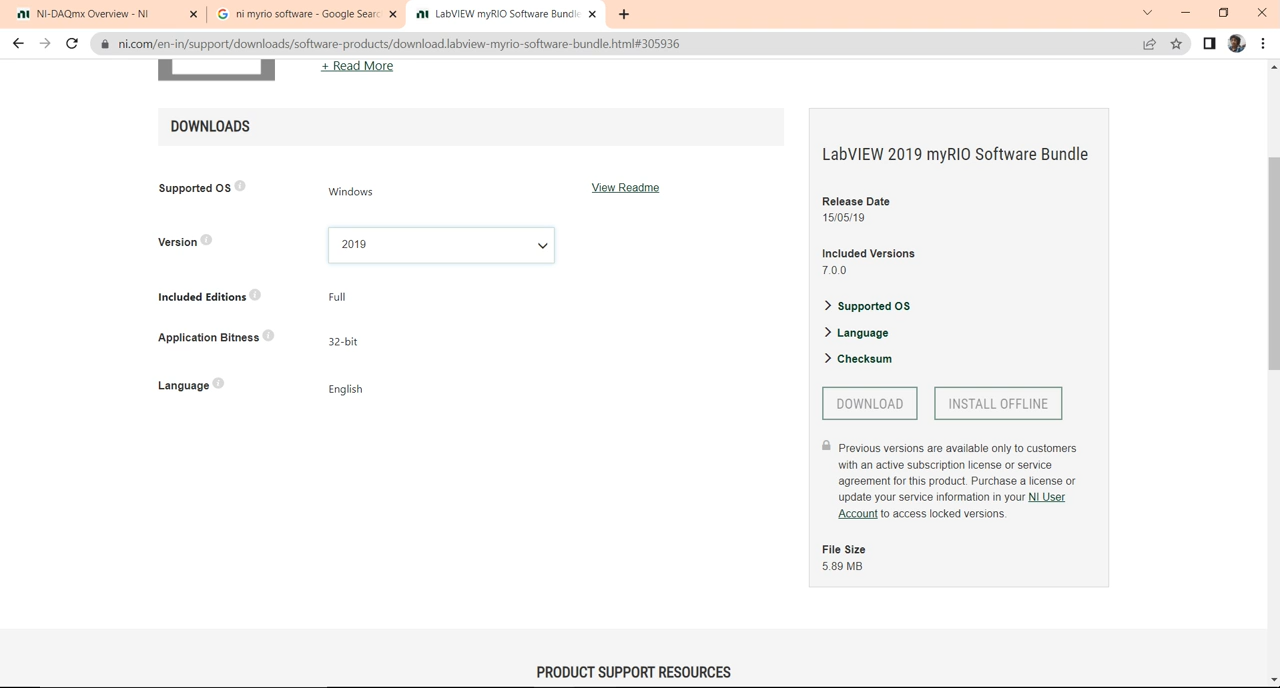 NI-DAQmx Overview - NI
ni myrio software - Google Searc
LabVIEW myRIO Software Bundle
ni.com/en-in/support/downloads/software-products/download.labview-myrio-software-bundle.html#305936
+ Read More
DOWNLOADS
Supported OS
Windows
View Readme
Version
2019
Included Editions
Full
Application Bitness
32-bit
Language
English
LabVIEW 2019 myRIO Software Bundle
Release Date
15/05/19
Included Versions
7.0.0
Supported OS
Language
Checksum
DOWNLOAD
INSTALL OFFLINE
Previous versions are available only to customers
with an active subscription license or service
agreement for this product. Purchase a license or
update your service information in your NI User
Account to access locked versions.
File Size
5.89 MB
PRODUCT SUPPORT RESOURCES